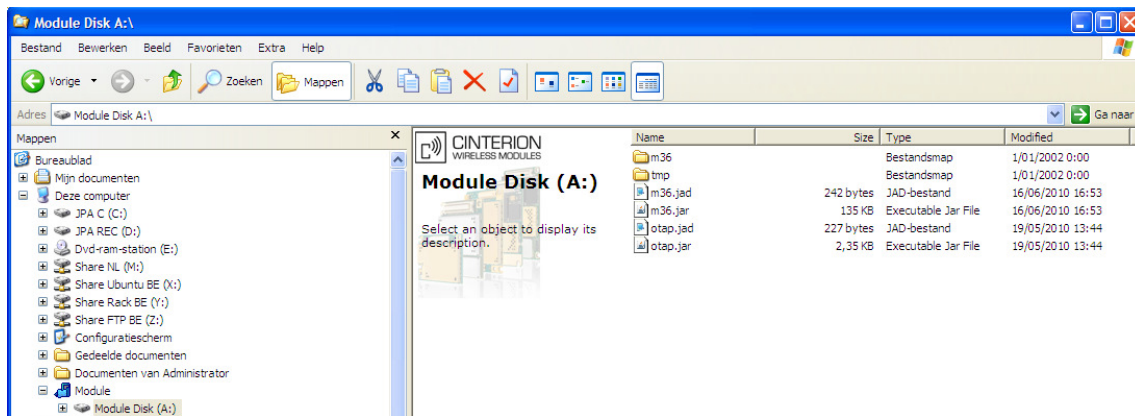 Module Disk A:\
Bestand Bewerken Beeld Favorieten Extra Help
Vorige Zoeken Mappen
Adres Module Disk A:\ Ga naar
Mappen
Bureaublad
Mijn documenten
Deze computer
JPA C (C:)
JPA REC (D:)
Dvd-ram-station (E:)
Share NL (M:)
Share Ubuntu BE (X:)
Share Rack BE (Y:)
Share FTP BE (Z:)
Configuratiescherm
Gedeelde documenten
Documenten van Administrator
Module
Module Disk (A:)
CINTERION
WIRELESS MODULES
Module Disk (A:)
Select an object to display its
description.
Name Size Type Modified
m36 Bestandsmap 1/01/2002 0:00
tmp Bestandsmap 1/01/2002 0:00
m36.jad 242 bytes JAD-bestand 16/06/2010 16:53
m36.jar 135 KB Executable Jar File 16/06/2010 16:53
otap.jad 227 bytes JAD-bestand 19/05/2010 13:44
otap.jar 2,35 KB Executable Jar File 19/05/2010 13:44